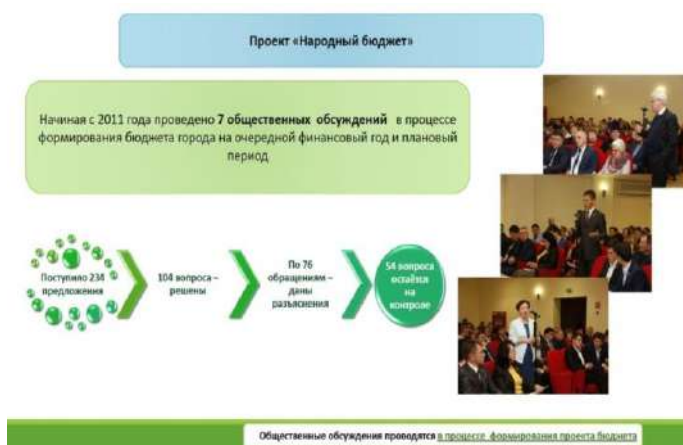 Проект «Народный бюджет»
Начиная с 2011 года проведено 7 общественных обсуждений в процессе
формирования бюджета города на очередной финансовый год и плановый
период
Поступило 234
предложения
104 вопроса –
решены
По 76
обращениям –
даны
разъяснения
54 вопроса
остаётся
на
контроле
Общественные обсуждения проводятся в процессе формирования проекта бюджета